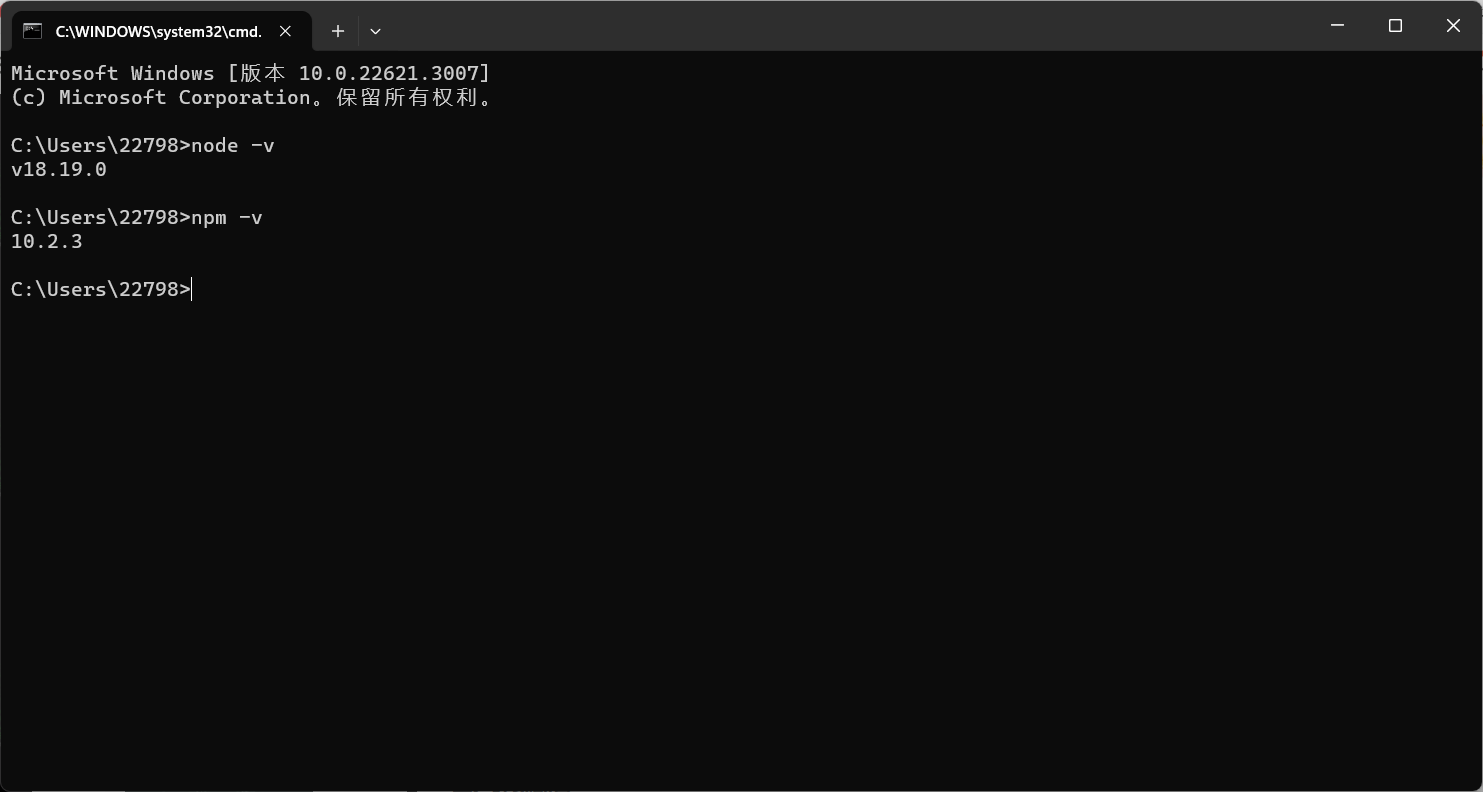 C:\WINDOWS\system32\cmd.
Microsoft Windows [版本 10.0.22621.3007]
(c) Microsoft Corporation。保留所有权利。
C:\Users\22798>node -v
v18.19.0
C:\Users\22798>npm -v
10.2.3
C:\Users\22798>